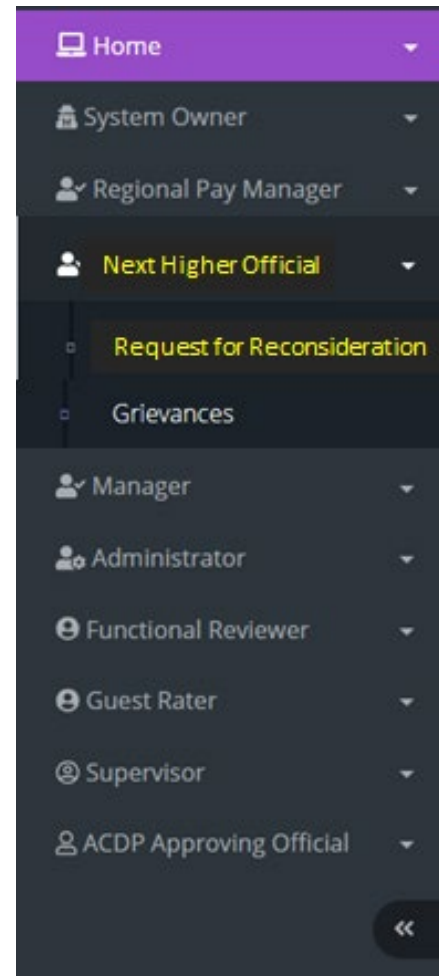 Home
System Owner
Regional Pay Manager
Next Higher Official
Request for Reconsideration
Grievances
Manager
Administrator
Functional Reviewer
Guest Rater
Supervisor
ACDP Approving Official